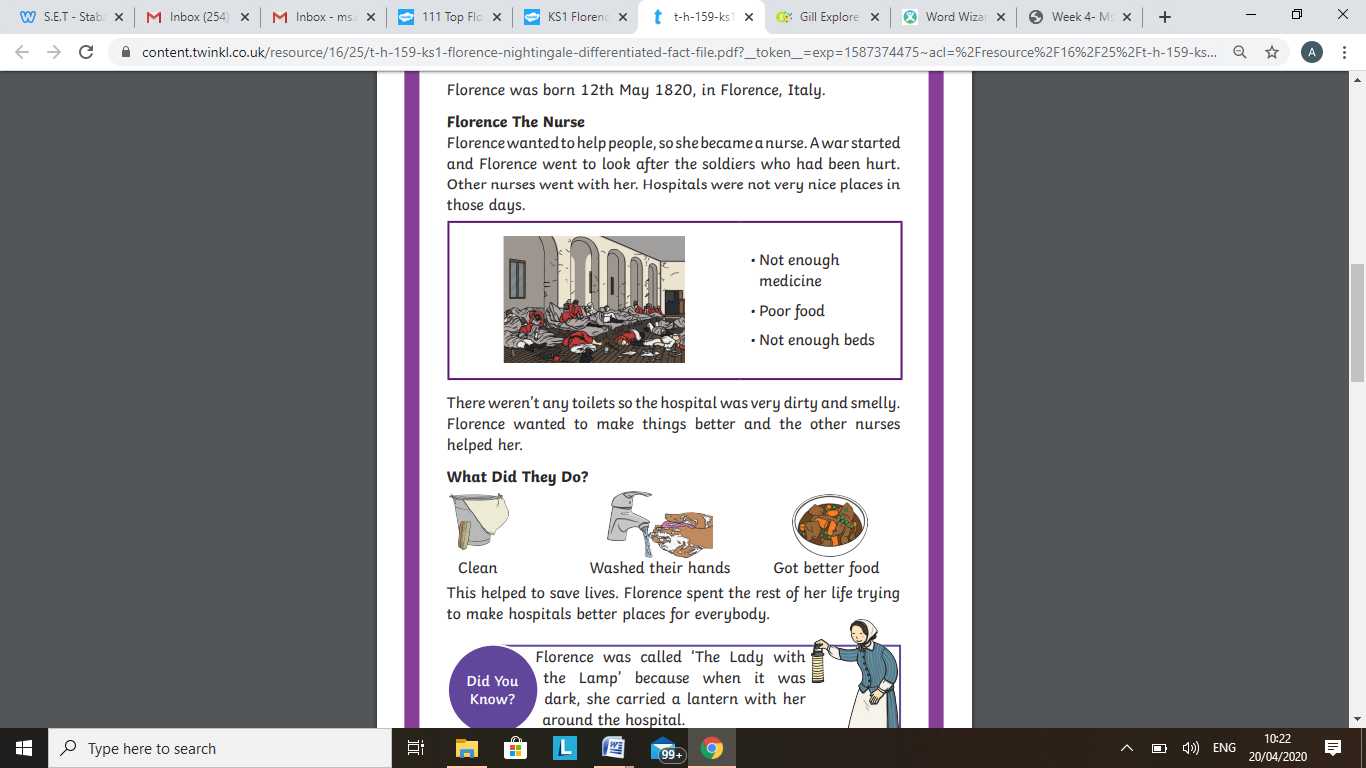 S.E.T - Staba
Inbox (254)
Inbox - ms.a
111 Top Flo
KS1 Florenc
t-h-159-ks1
Gill Explore
Word Wizar
Week 4- Ms
content.twinkl.co.uk/resource/16/25/t-h-159-ks1-florence-nightingale-differentiated-fact-file.pdf?__token__=exp=1587374475~acl=%2Fresource%2F16%2F25%2Ft-h-159-ks...
A
Florence was born 12th May 1820, in Florence, Italy.
Florence The Nurse
Florence wanted to help people, so she became a nurse. A war started
and Florence went to look after the soldiers who had been hurt.
Other nurses went with her. Hospitals were not very nice places in
those days.
• Not enough
medicine
• Poor food
• Not enough beds
There weren't any toilets so the hospital was very dirty and smelly.
Florence wanted to make things better and the other nurses
helped her.
What Did They Do?
Clean
Washed their hands
Got better food
This helped to save lives. Florence spent the rest of her life trying
to make hospitals better places for everybody.
Did You
Know?
Florence was called 'The Lady with
the Lamp' because when it was
dark, she carried a lantern with her
around the hospital.
Type here to search
L
99+
ENG
10:22
20/04/2020